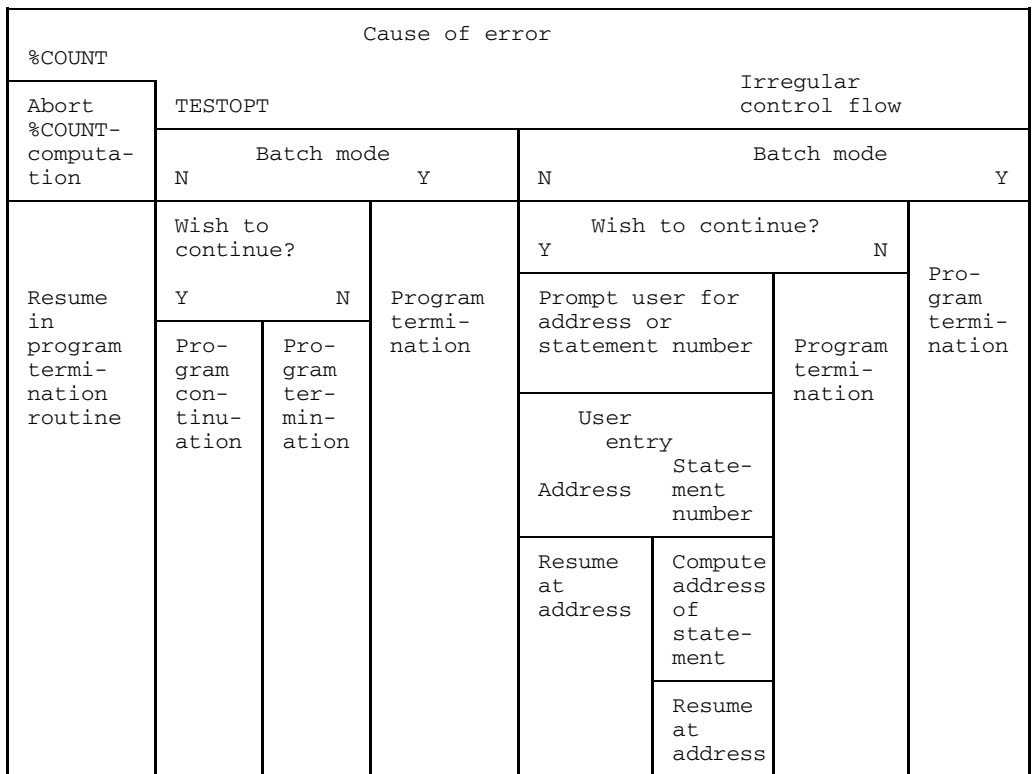 Cause of error
%COUNT
Irregular
control flow
TESTOPT
Abort
%COUNT-
computa-
tion
Batch mode
N Y
Batch mode
N Y
Resume
in
program
termi-
nation
routine
Wish to
continue?
Y N
Pro-
gram
con-
tinu-
ation
Pro-
gram
ter-
min-
ation
Program
termi-
nation
Wish to continue?
Y N
Prompt user for
address or
statement number
User
entry
Address
State-
ment
number
Resume
at
address
Compute
address
of
state-
ment
Resume
at
address
Program
termi-
nation
Pro-
gram
termi-
nation